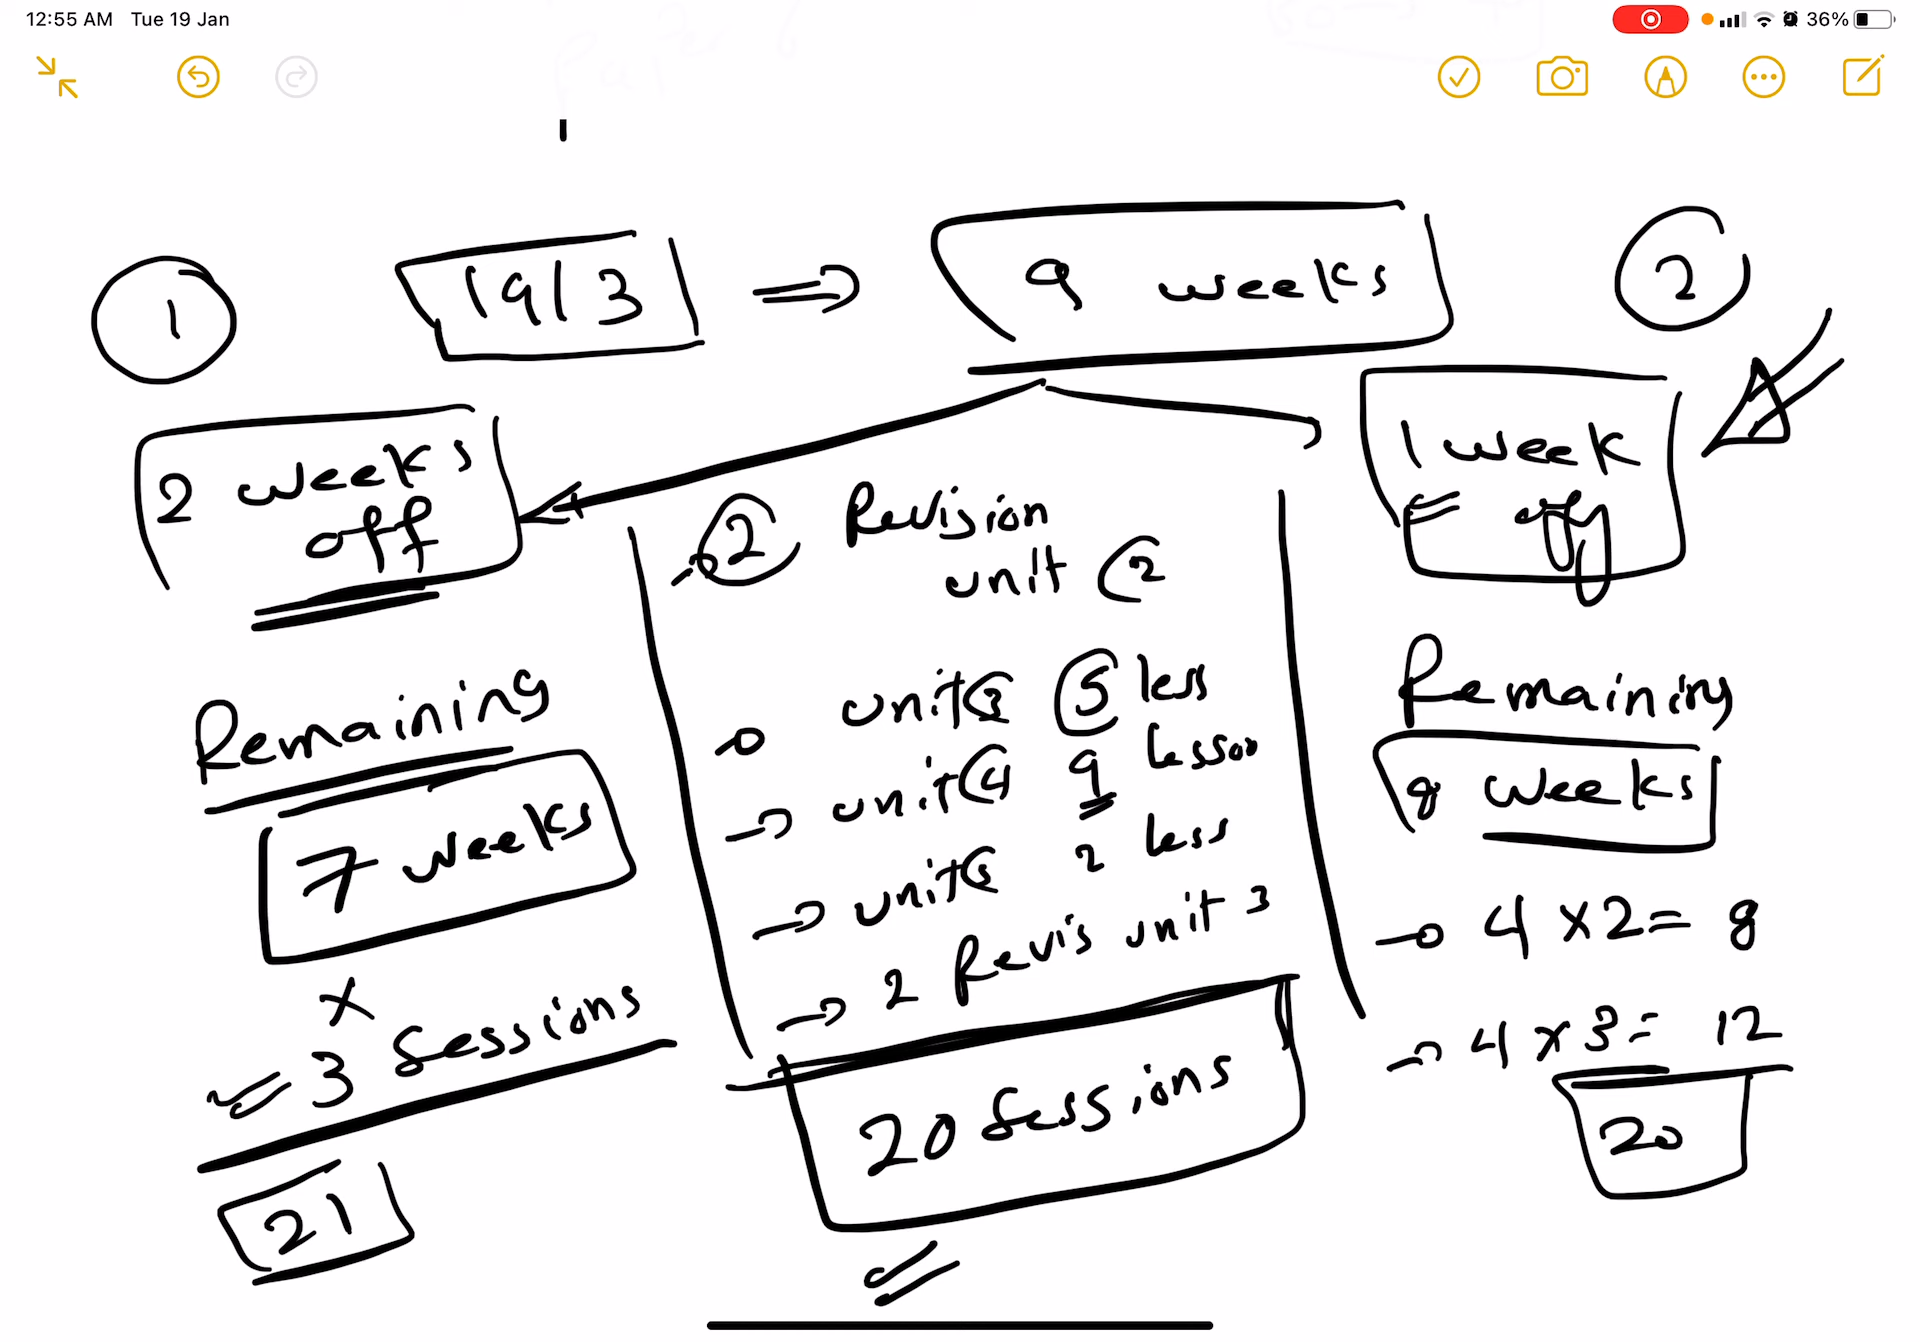 12:55 AM Tue 19 Jan
36%
1
19/3 ⇒ 9 weeks
2
2 weeks
off
Remaining
7 weeks
×
3 Sessions
21
→ 2 Revision
unit 2
→ unit 3 5 less
→ unit 4 9 lesson
→ unit 5 2 less
→ 2 Revis unit 3
20 Sessions
1 week
off
Remaining
8 weeks
→ 4 × 2 = 8
→ 4 × 3 = 12
20